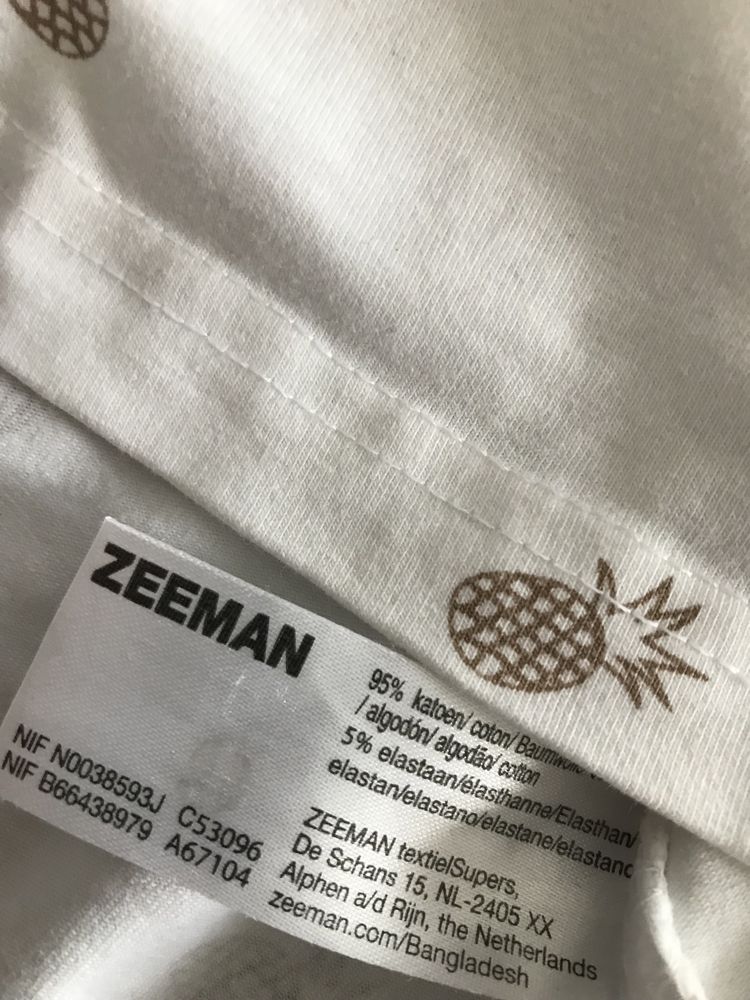 ZEEMAN
95% katoen/ coton/ Baumwolle
/ algodón/ algodão/ cotton
5% elastaan/élasthanne/Elasthan/
elastan/elastano/elastane/elastano
NIF N0038593J C53096
NIF B66438979 A67104
ZEEMAN textielSupers,
De Schans 15, NL-2405 XX
Alphen a/d Rijn, the Netherlands
zeeman.com/Bangladesh